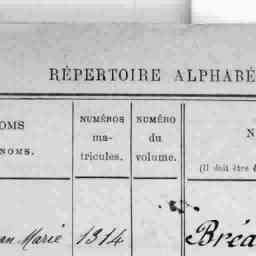 RÉPERTOIRE ALPHABÉ
OMS
NOMS.
NUMÉROS
ma-
tricules.
NUMÉRO
du
volume.
N
(Il doit être é
an Marie 1314 Bréa